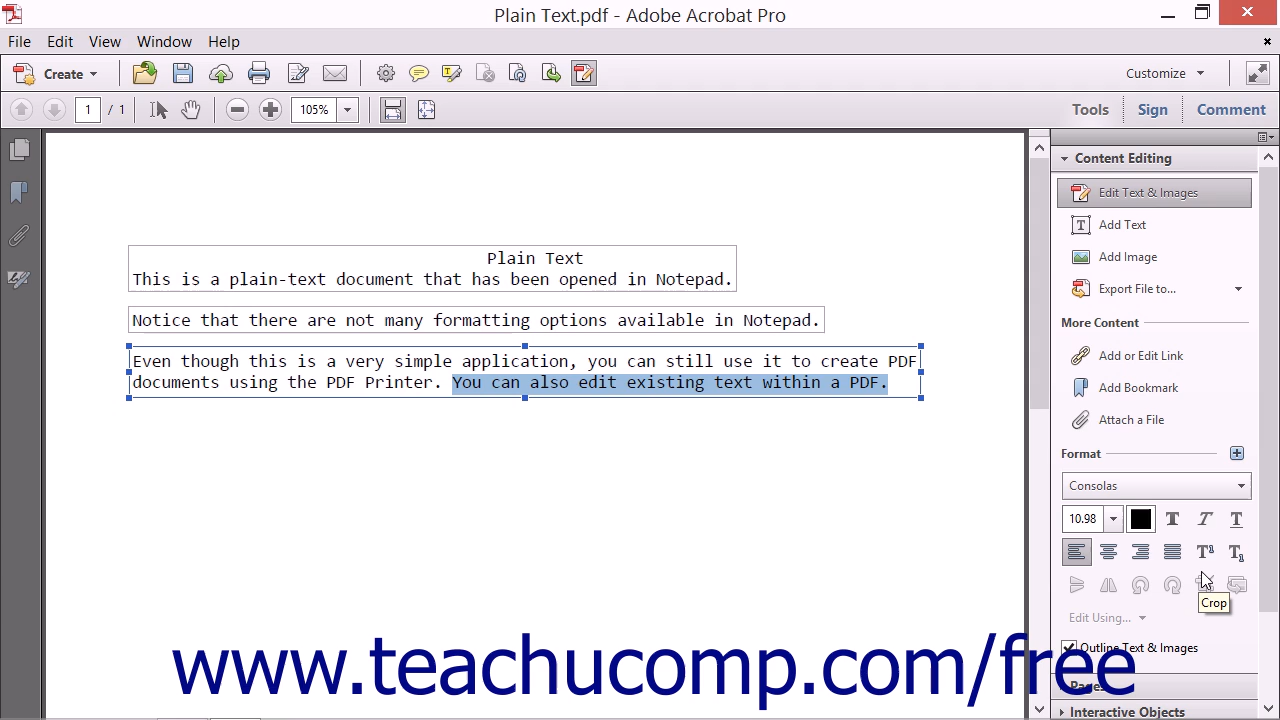 Plain Text.pdf - Adobe Acrobat Pro
File Edit View Window Help
Create
Customize
1 / 1
105%
Tools Sign Comment
Content Editing
Edit Text & Images
Add Text
Add Image
Export File to...
More Content
Add or Edit Link
Add Bookmark
Attach a File
Format
Consolas
10.98
Crop
Edit Using...
Outline Text & Images
Pages
Interactive Objects
Plain Text
This is a plain-text document that has been opened in Notepad.
Notice that there are not many formatting options available in Notepad.
Even though this is a very simple application, you can still use it to create PDF
documents using the PDF Printer. You can also edit existing text within a PDF.
www.teachucomp.com/free